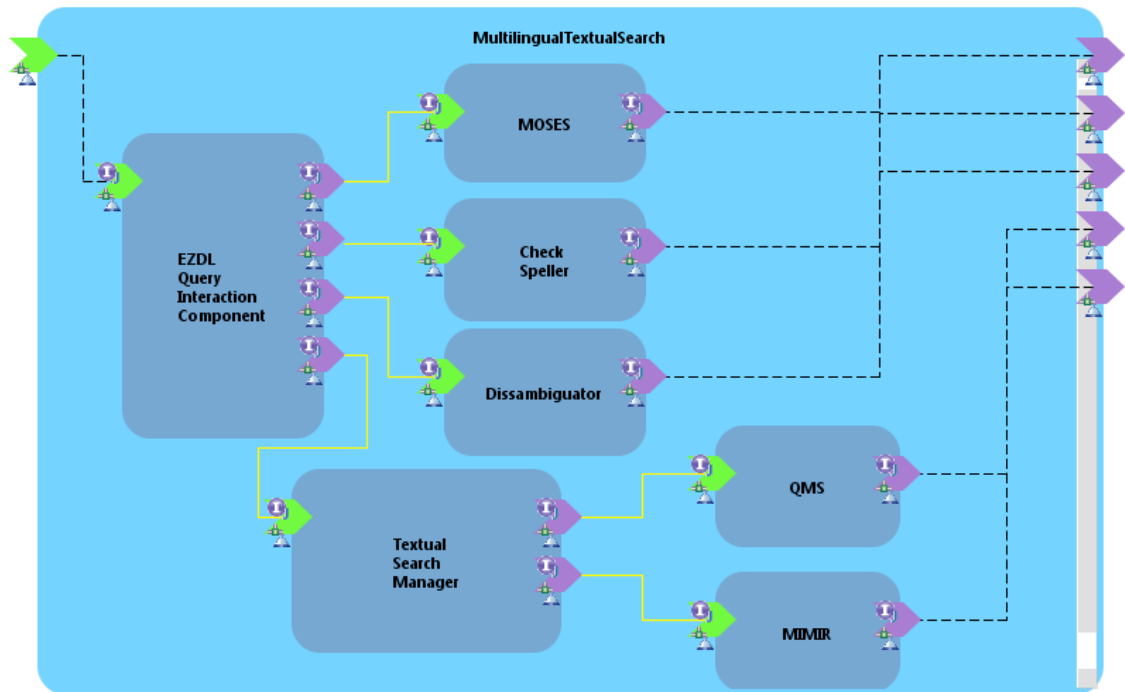 MultilingualTextualSearch
MOSES
EZDL
Query
Interaction
Component
Check
Speller
Dissambiguator
Textual
Search
Manager
QMS
MIMIR